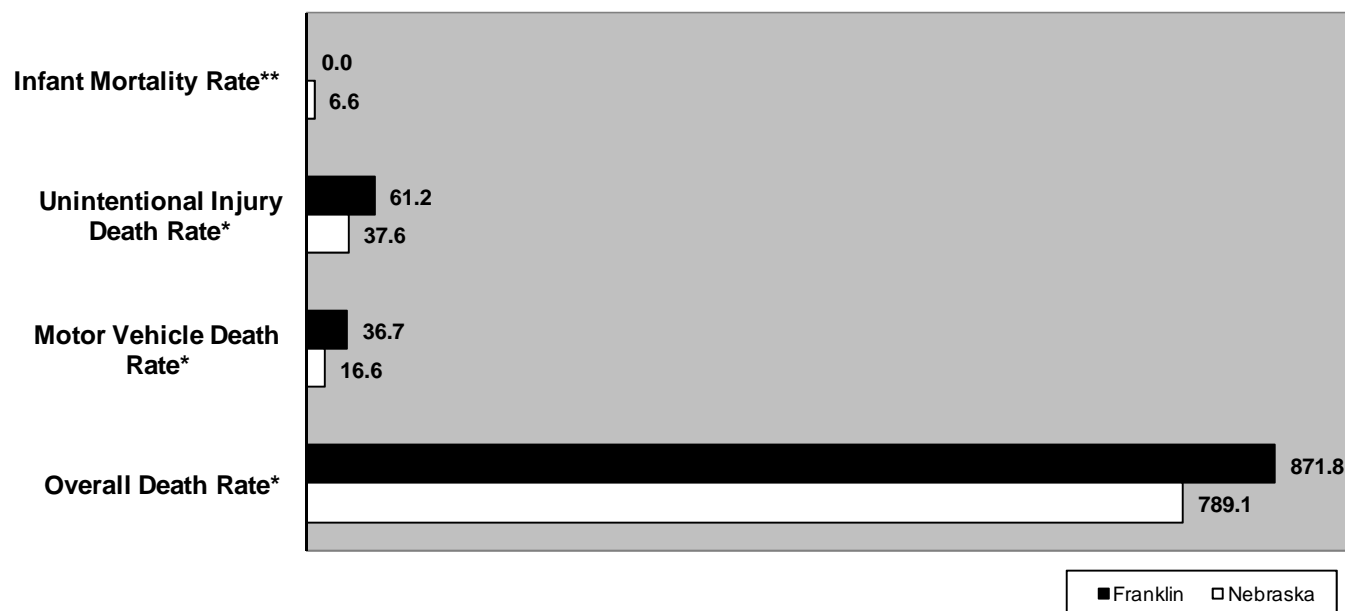 Infant Mortality Rate**
0.0
6.6
Unintentional Injury
Death Rate*
61.2
37.6
Motor Vehicle Death
Rate*
36.7
16.6
Overall Death Rate*
871.8
789.1
Franklin Nebraska